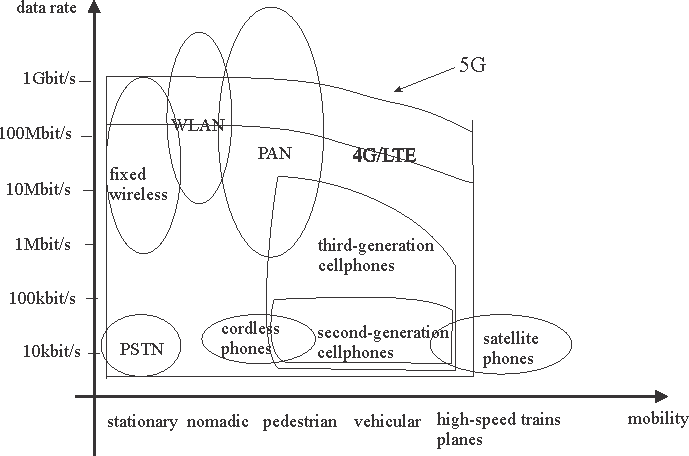 data rate
1Gbit/s
5G
100Mbit/s
WLAN
PAN
4G/LTE
fixed
wireless
10Mbit/s
1Mbit/s
third-generation
cellphones
100kbit/s
10kbit/s
PSTN
cordless
phones
second-generation
cellphones
satellite
phones
stationary
nomadic
pedestrian
vehicular
high-speed trains
planes
mobility